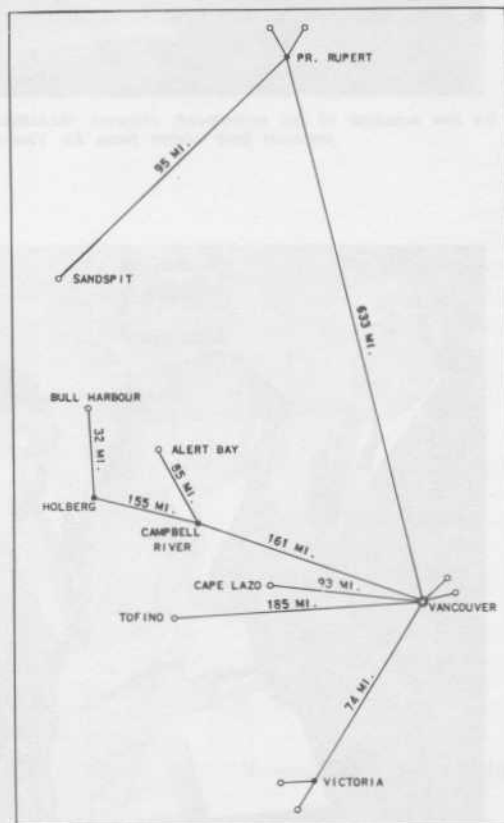 PR. RUPERT
95 MI.
SANDSPIT
633 MI.
BULL HARBOUR
32 MI.
ALERT BAY
85 MI.
HOLBERG
155 MI.
CAMPBELL
RIVER
161 MI.
CAPE LAZO
93 MI.
TOFINO
185 MI.
VANCOUVER
74 MI.
VICTORIA